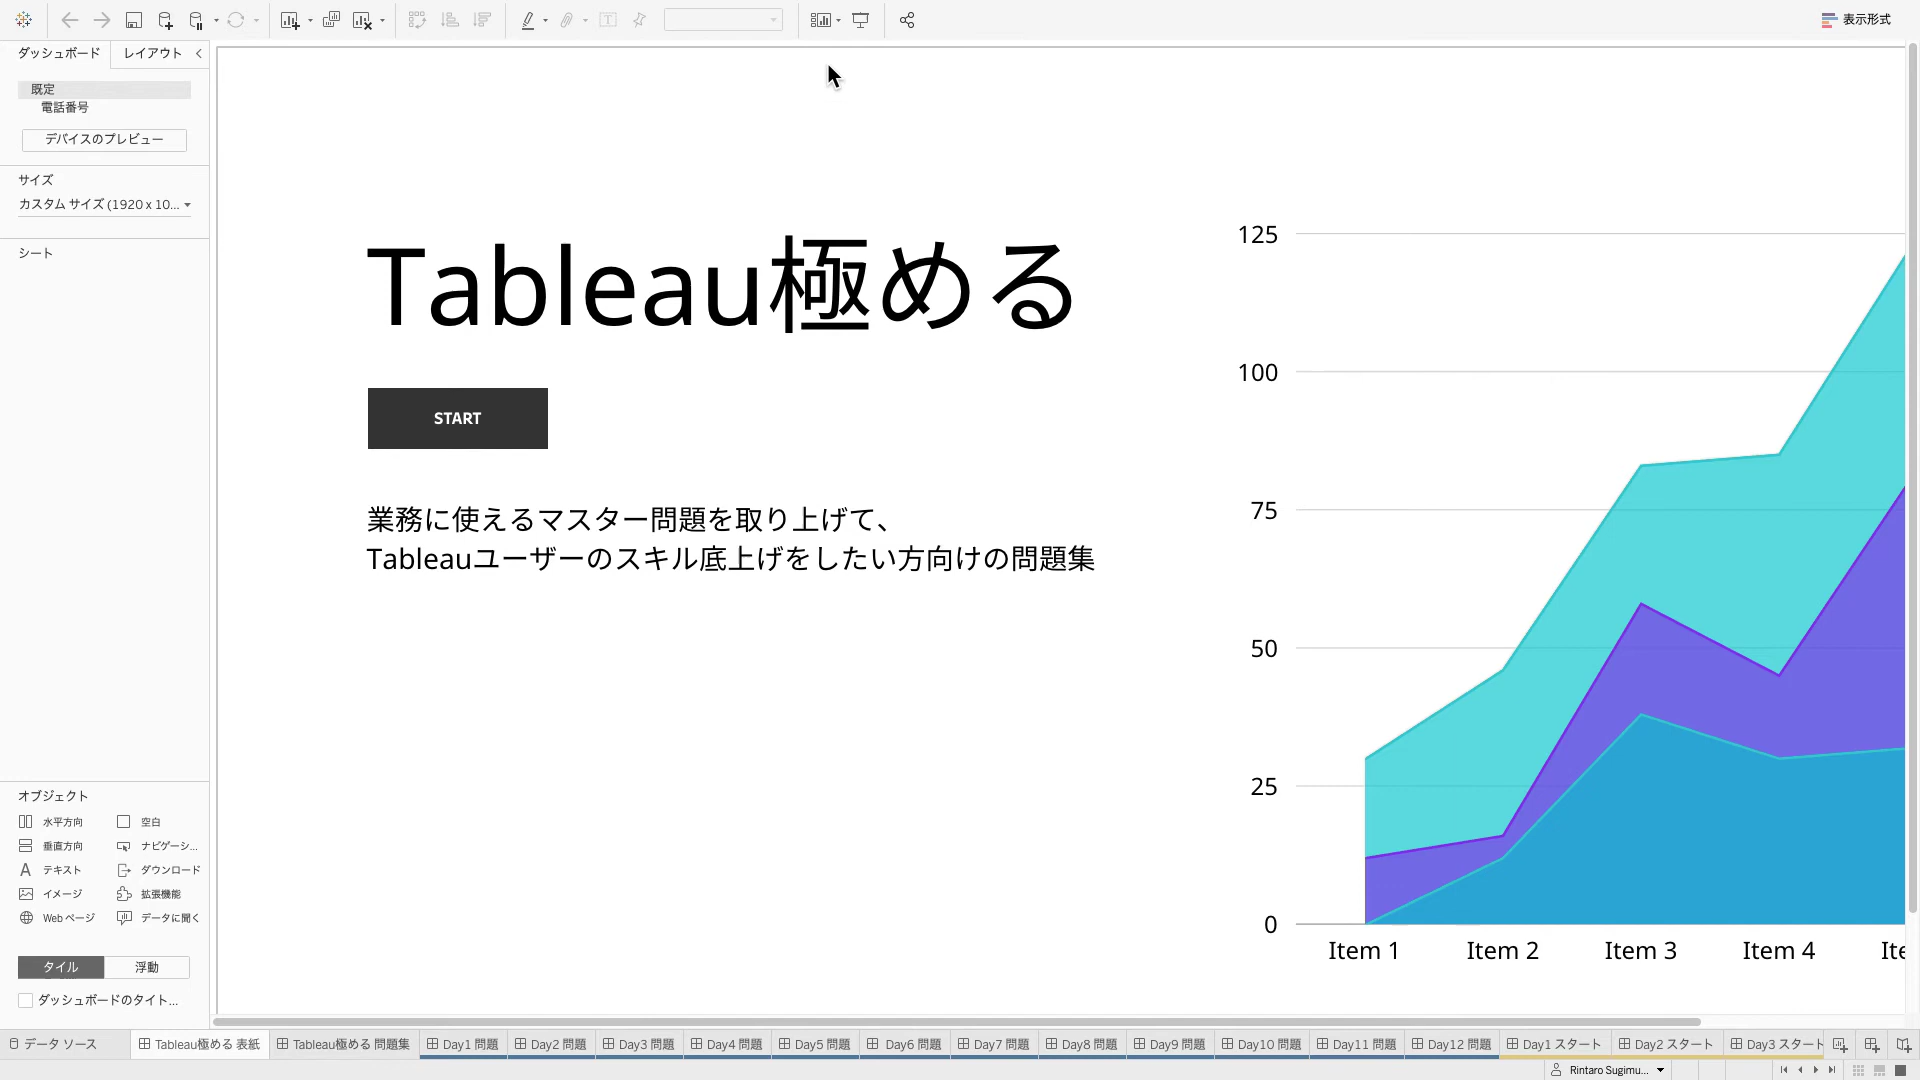 表示形式
ダッシュボード
レイアウト
既定
電話番号
デバイスのプレビュー
サイズ
カスタム サイズ (1920 x 10...
シート
Tableau極める
START
業務に使えるマスター問題を取り上げて、
Tableauユーザーのスキル底上げをしたい方向けの問題集
125
100
75
50
25
0
Item 1
Item 2
Item 3
Item 4
Ite
オブジェクト
水平方向
空白
垂直方向
ナビゲーシ...
テキスト
ダウンロード
イメージ
拡張機能
Web ページ
データに聞く
タイル
浮動
ダッシュボードのタイト...
データ ソース
Tableau極める 表紙
Tableau極める 問題集
Day1 問題
Day2 問題
Day3 問題
Day4 問題
Day5 問題
Day6 問題
Day7 問題
Day8 問題
Day9 問題
Day10 問題
Day11 問題
Day12 問題
Day1 スタート
Day2 スタート
Day3 スタート
Rintaro Sugimu...